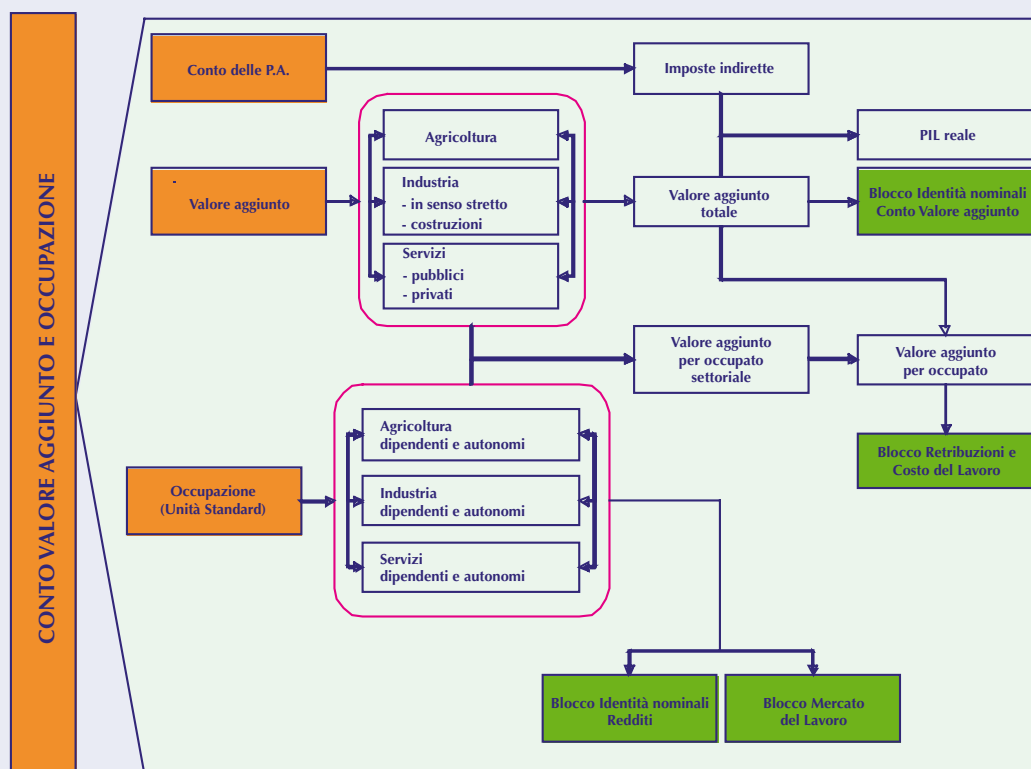 CONTO VALORE AGGIUNTO E OCCUPAZIONE
Conto delle P.A.
Imposte indirette
Agricoltura
PIL reale
-
Valore aggiunto
Industria
- in senso stretto
- costruzioni
Valore aggiunto
totale
Blocco Identità nominali
Conto Valore aggiunto
Servizi
- pubblici
- privati
Valore aggiunto
per occupato
settoriale
Valore aggiunto
per occupato
Agricoltura
dipendenti e autonomi
Blocco Retribuzioni e
Costo del Lavoro
Occupazione
(Unità Standard)
Industria
dipendenti e autonomi
Servizi
dipendenti e autonomi
Blocco Identità nominali
Redditi
Blocco Mercato
del Lavoro